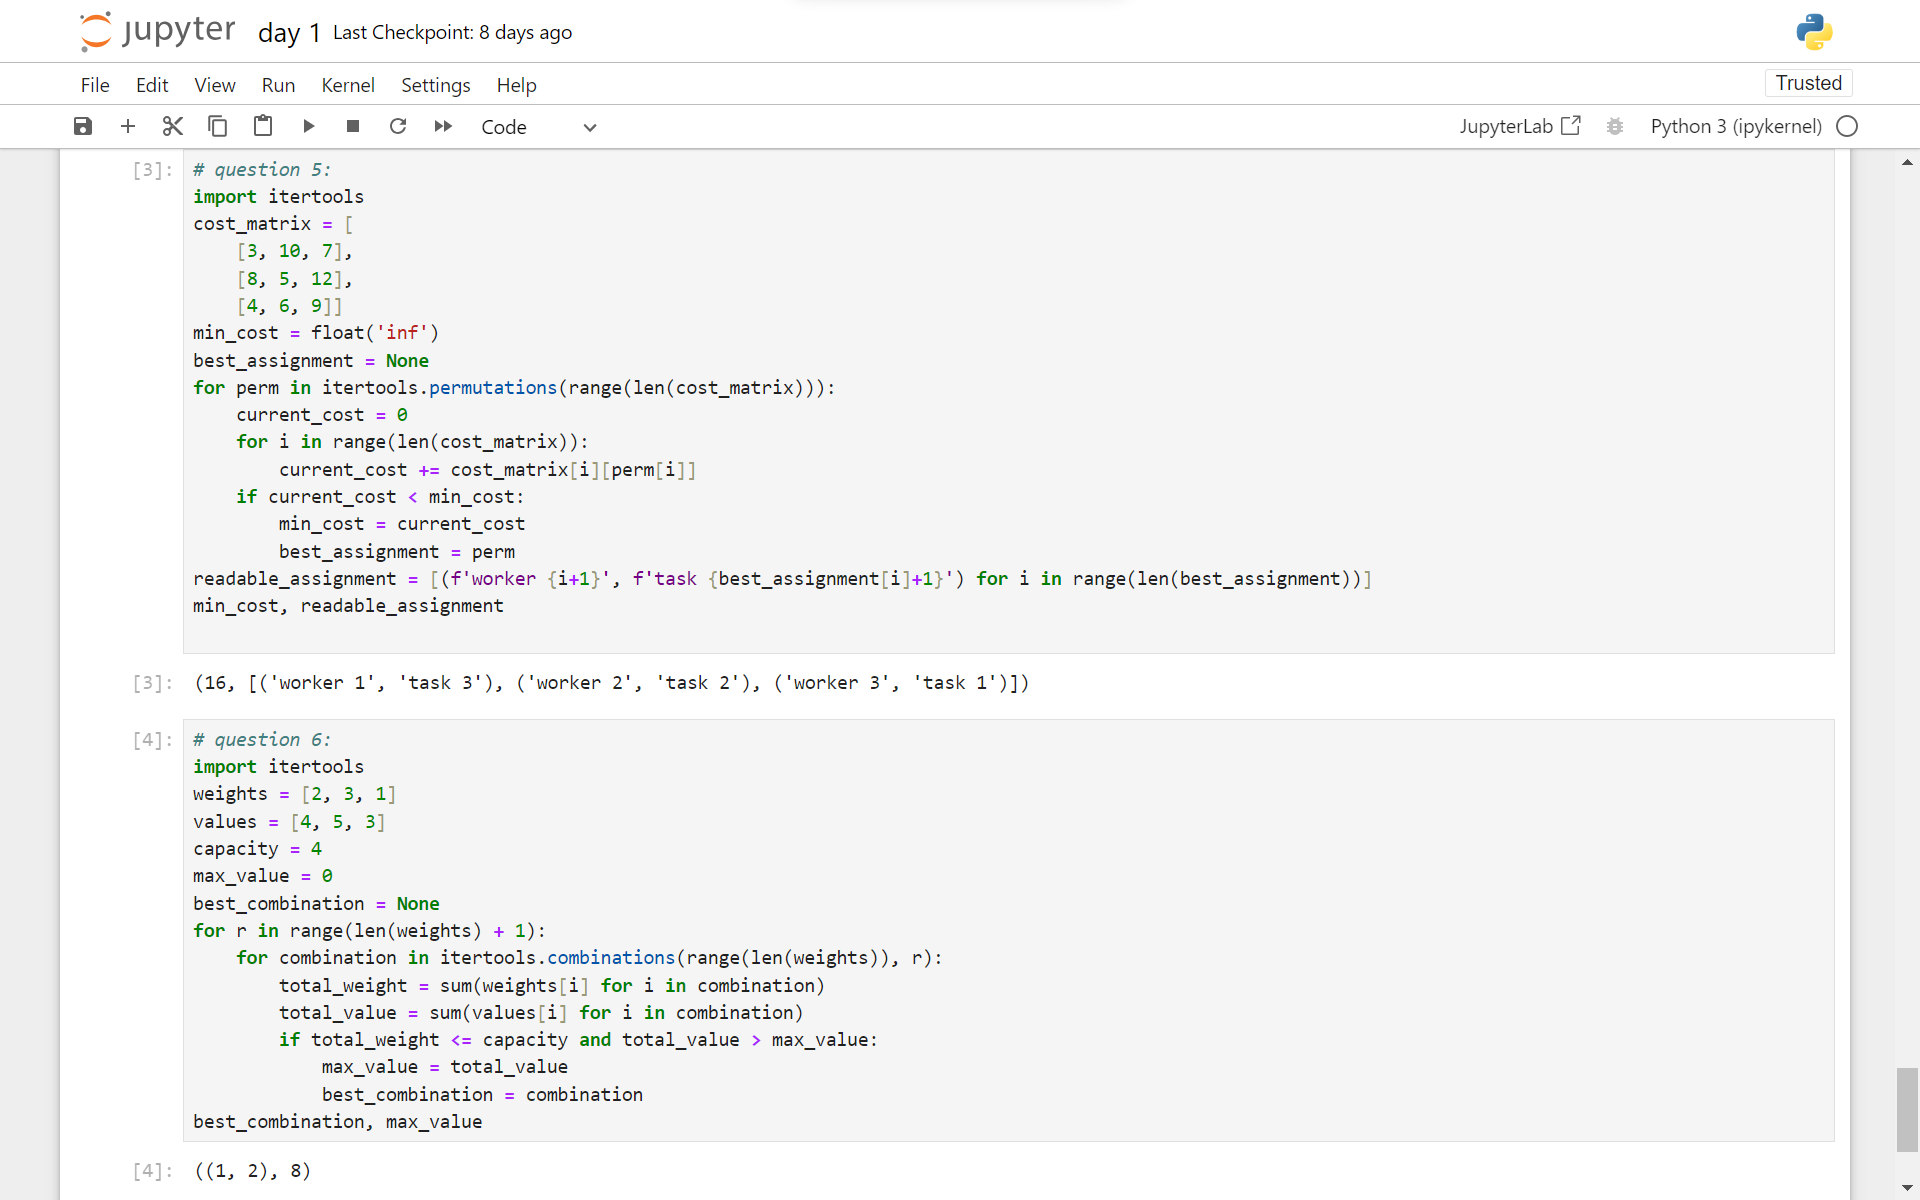 jupyter day 1 Last Checkpoint: 8 days ago
File Edit View Run Kernel Settings Help
Trusted
Code
JupyterLab
Python 3 (ipykernel)
[3]:
# question 5:
import itertools
cost_matrix = [
    [3, 10, 7],
    [8, 5, 12],
    [4, 6, 9]]
min_cost = float('inf')
best_assignment = None
for perm in itertools.permutations(range(len(cost_matrix))):
    current_cost = 0
    for i in range(len(cost_matrix)):
        current_cost += cost_matrix[i][perm[i]]
    if current_cost < min_cost:
        min_cost = current_cost
        best_assignment = perm
readable_assignment = [(f'worker {i+1}', f'task {best_assignment[i]+1}') for i in range(len(best_assignment))]
min_cost, readable_assignment
[3]: (16, [('worker 1', 'task 3'), ('worker 2', 'task 2'), ('worker 3', 'task 1')])
[4]:
# question 6:
import itertools
weights = [2, 3, 1]
values = [4, 5, 3]
capacity = 4
max_value = 0
best_combination = None
for r in range(len(weights) + 1):
    for combination in itertools.combinations(range(len(weights)), r):
        total_weight = sum(weights[i] for i in combination)
        total_value = sum(values[i] for i in combination)
        if total_weight <= capacity and total_value > max_value:
            max_value = total_value
            best_combination = combination
best_combination, max_value
[4]: ((1, 2), 8)